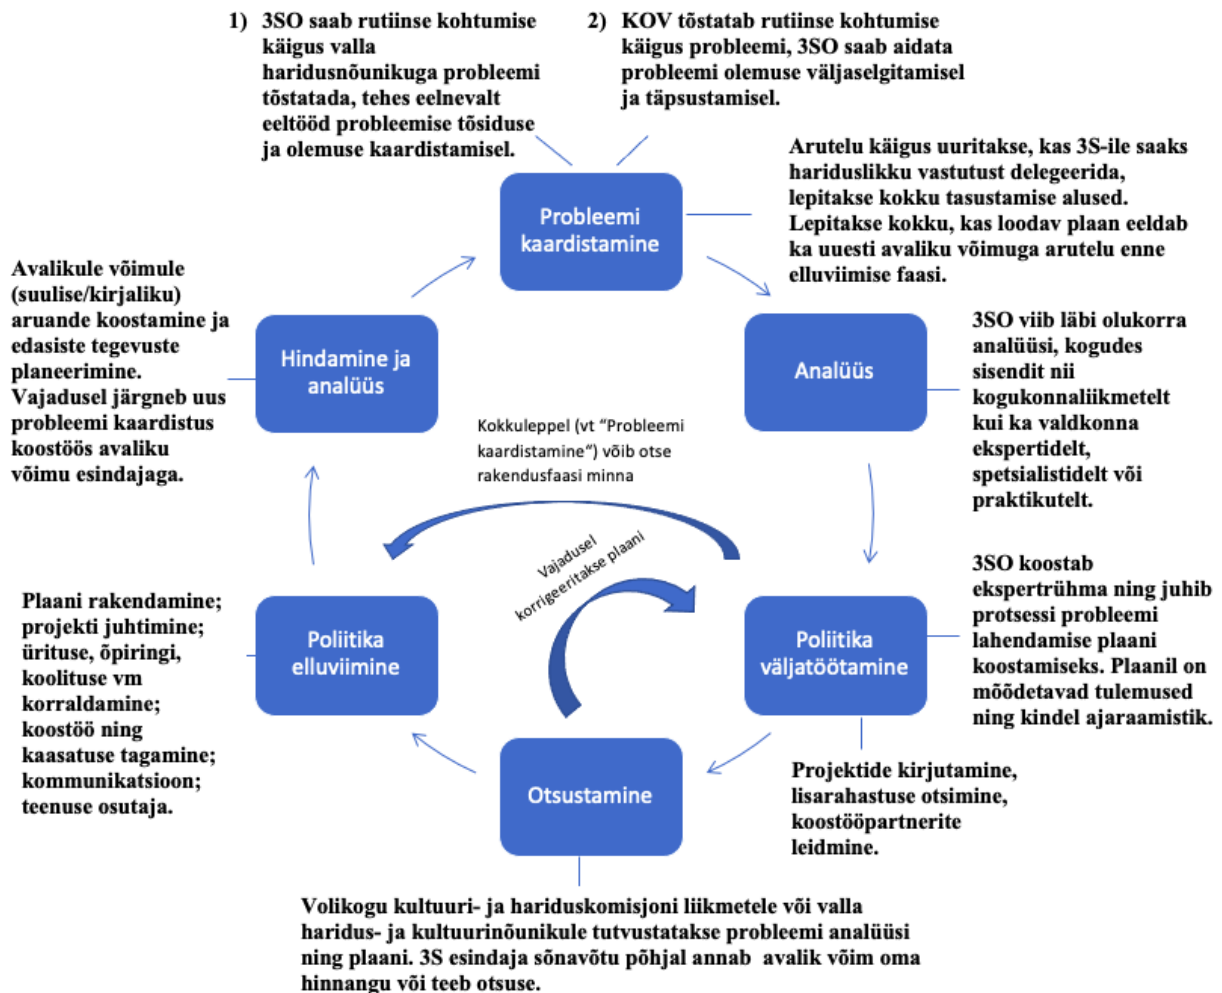 1) 3SO saab rutiinse kohtumise
käigus valla
haridusnõunikuga probleemi
tõstatada, tehes eelnevalt
eeltööd probleemise tõsiduse
ja olemuse kaardistamisel.
2) KOV tõstatab rutiinse kohtumise
käigus probleemi, 3SO saab aidata
probleemi olemuse väljaselgitamisel
ja täpsustamisel.
Probleemi
kaardistamine
Arutelu käigus uuritakse, kas 3S-ile saaks
hariduslikku vastutust delegeerida,
lepitakse kokku tasustamise alused.
Lepitakse kokku, kas loodav plaan eeldab
ka uuesti avaliku võimuga arutelu enne
elluviimise faasi.
Analüüs
3SO viib läbi olukorra
analüüsi, kogudes
sisendit nii
kogukonnaliikmetelt
kui ka valdkonna
ekspertidelt,
spetsialistidelt või
praktikutelt.
Poliitika
väljatöötamine
3SO koostab
ekspertrühma ning juhib
protsessi probleemi
lahendamise plaani
koostamiseks. Plaanil on
mõõdetavad tulemused
ning kindel ajaraamistik.
Projektide kirjutamine,
lisarahastuse otsimine,
koostööpartnerite
leidmine.
Otsustamine
Volikogu kultuuri- ja hariduskomisjoni liikmetele või valla
haridus- ja kultuurinõunikule tutvustatakse probleemi analüüsi
ning plaani. 3S esindaja sõnavõtu põhjal annab avalik võim oma
hinnangu või teeb otsuse.
Poliitika
elluviimine
Plaani rakendamine;
projekti juhtimine;
ürituse, õpiringi,
koolituse vm
korraldamine;
koostöö ning
kaasatuse tagamine;
kommunikatsioon;
teenuse osutaja.
Hindamine ja
analüüs
Avalikule võimule
(suulise/kirjaliku)
aruande koostamine ja
edasiste tegevuste
planeerimine.
Vajadusel järgneb uus
probleemi kaardistus
koostöös avaliku
võimu esindajaga.
Kokkuleppel (vt "Probleemi
kaardistamine") võib otse
rakendusfaasi minna
Vajadusel
korrigeeritakse plaani